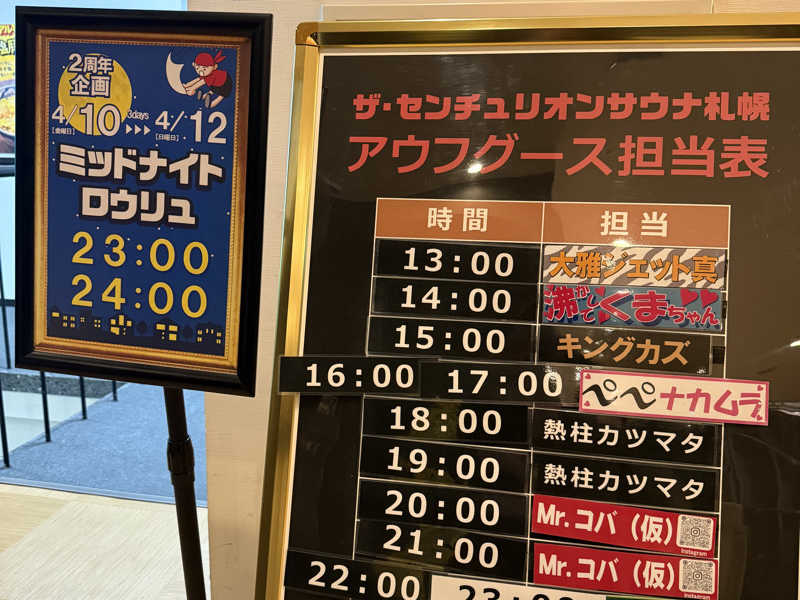 2周年
企画
4/10 3days ▸▸▸ 4/12
[金曜日] [日曜日]
ミッドナイト
ロウリュ
23:00
24:00
ザ・センチュリオンサウナ札幌
アウフグース担当表
時間 担当
13:00 大雅ジェット真
14:00 沸かしてくまちゃん
15:00 キングカズ
16:00 17:00 ぺぺナカムラ
18:00 熱柱カツマタ
19:00 熱柱カツマタ
20:00 Mr.コバ（仮）
Instagram
21:00 Mr.コバ（仮）
Instagram
22:00 23:00